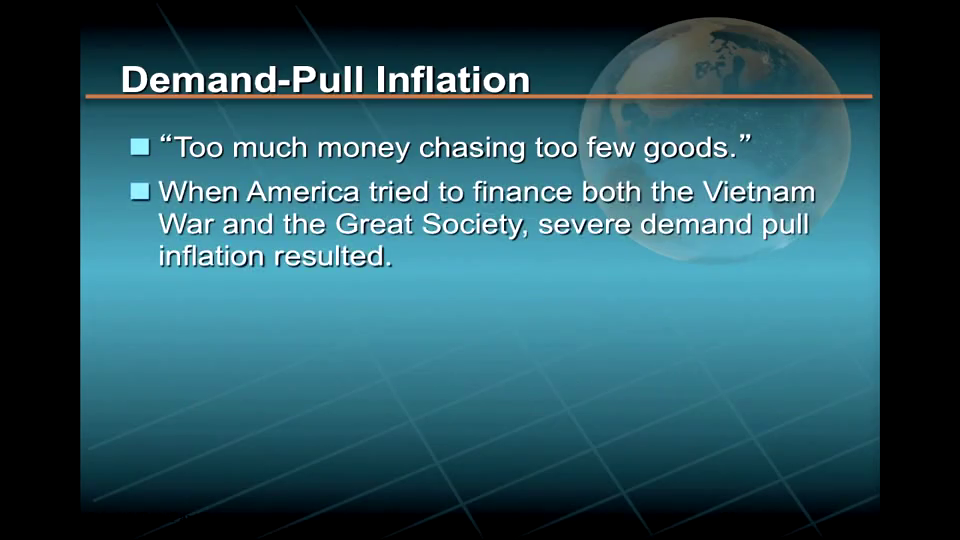 Demand-Pull Inflation
“Too much money chasing too few goods.”
When America tried to finance both the Vietnam
War and the Great Society, severe demand pull
inflation resulted.